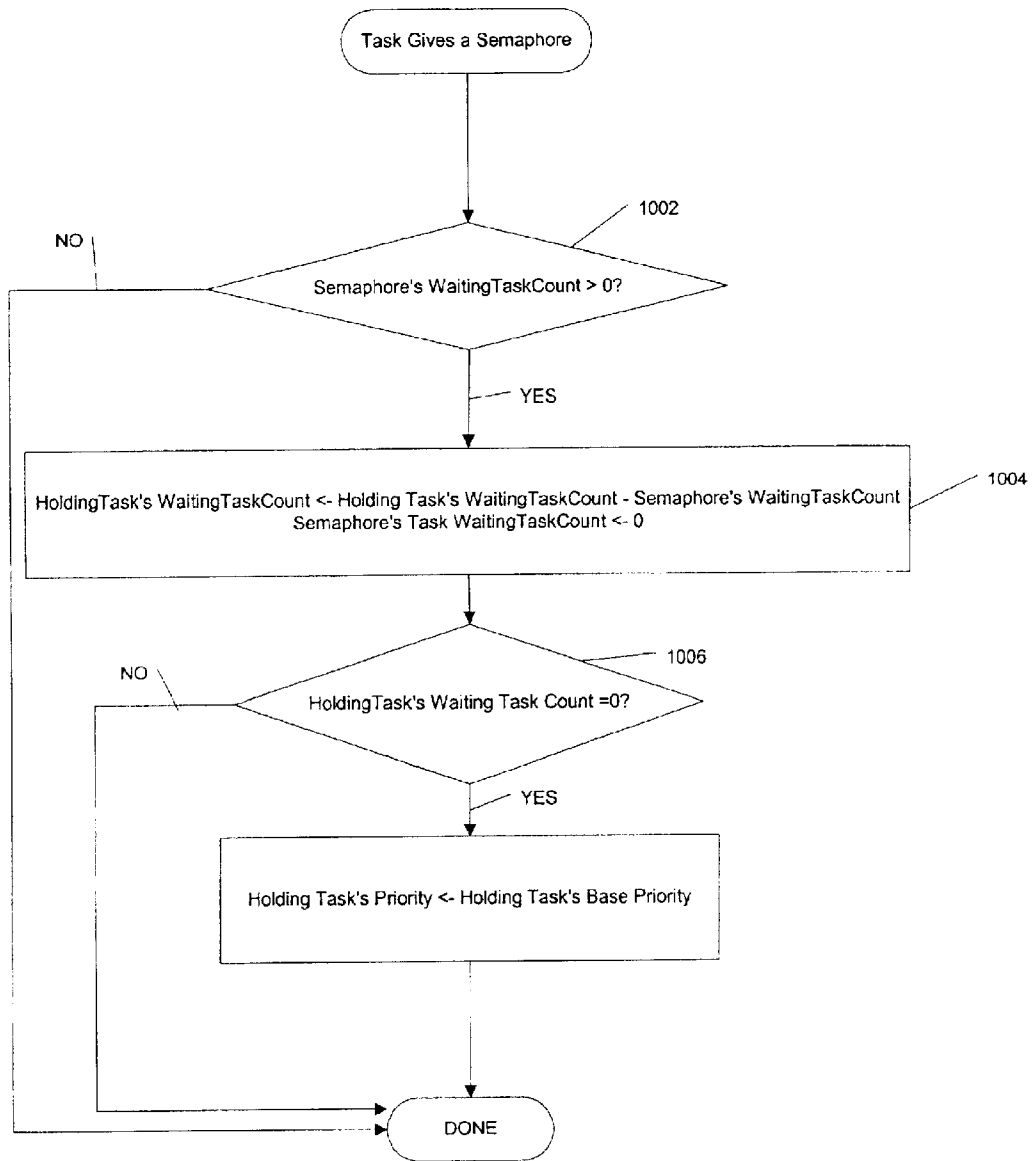 Task Gives a Semaphore
1002
NO
Semaphore's WaitingTaskCount > 0?
YES
HoldingTask's WaitingTaskCount <- Holding Task's WaitingTaskCount - Semaphore's WaitingTaskCount
Semaphore's Task WaitingTaskCount <- 0
1004
1006
NO
HoldingTask's Waiting Task Count =0?
YES
Holding Task's Priority <- Holding Task's Base Priority
DONE